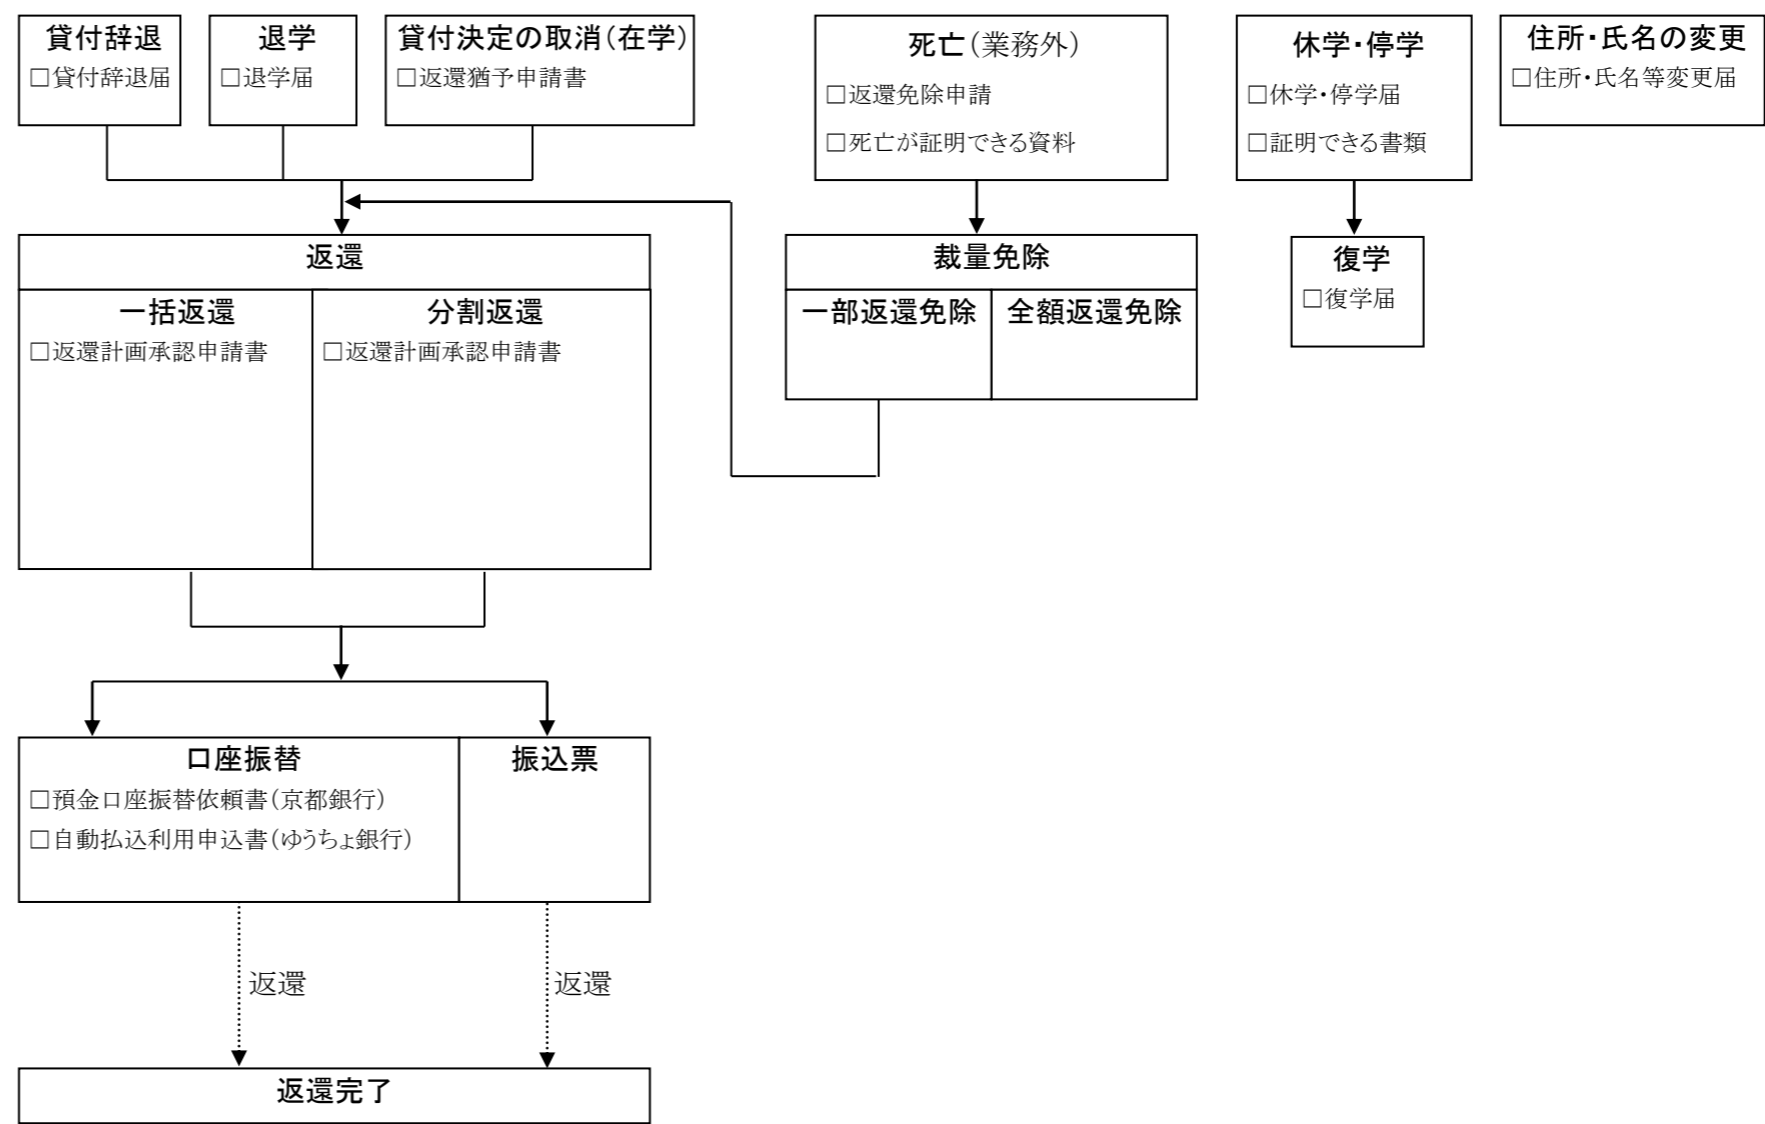 貸付辞退
□貸付辞退届
退学
□退学届
貸付決定の取消(在学)
□返還猶予申請書
死亡(業務外)
□返還免除申請
□死亡が証明できる資料
休学・停学
□休学・停学届
□証明できる書類
住所・氏名の変更
□住所・氏名等変更届
返還
一括返還
□返還計画承認申請書
分割返還
□返還計画承認申請書
裁量免除
一部返還免除
全額返還免除
復学
□復学届
口座振替
□預金口座振替依頼書(京都銀行)
□自動払込利用申込書(ゆうちょ銀行)
振込票
返還
返還
返還完了